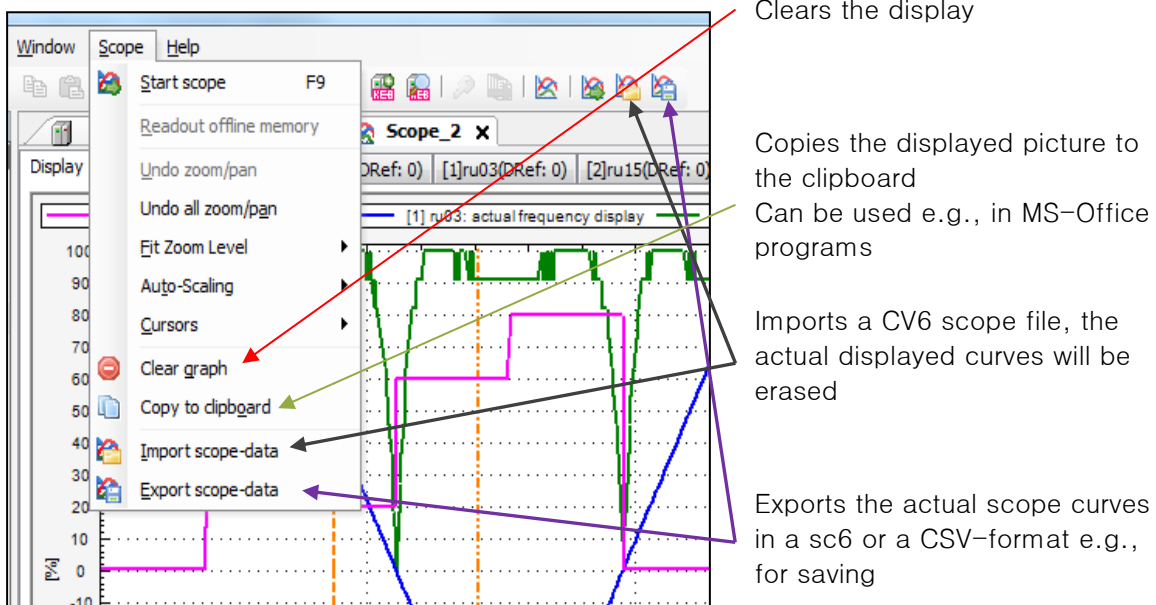 Clears the display
Window Scope Help
Start scope F9
KEB KEB
Readout offline memory
Scope_2 x
Display
DRef: 0) [1]ru03(DRef: 0) [2]ru15(DRef: 0)
Undo zoom/pan
Undo all zoom/pan
[1] ru03: actual frequency display
Fit Zoom Level
Auto-Scaling
Cursors
Clear graph
Copy to clipboard
Import scope-data
Export scope-data
100
90
80
70
60
50
40
30
20
10
0
-10
[%]
Copies the displayed picture to
the clipboard
Can be used e.g., in MS-Office
programs
Imports a CV6 scope file, the
actual displayed curves will be
erased
Exports the actual scope curves
in a sc6 or a CSV-format e.g.,
for saving